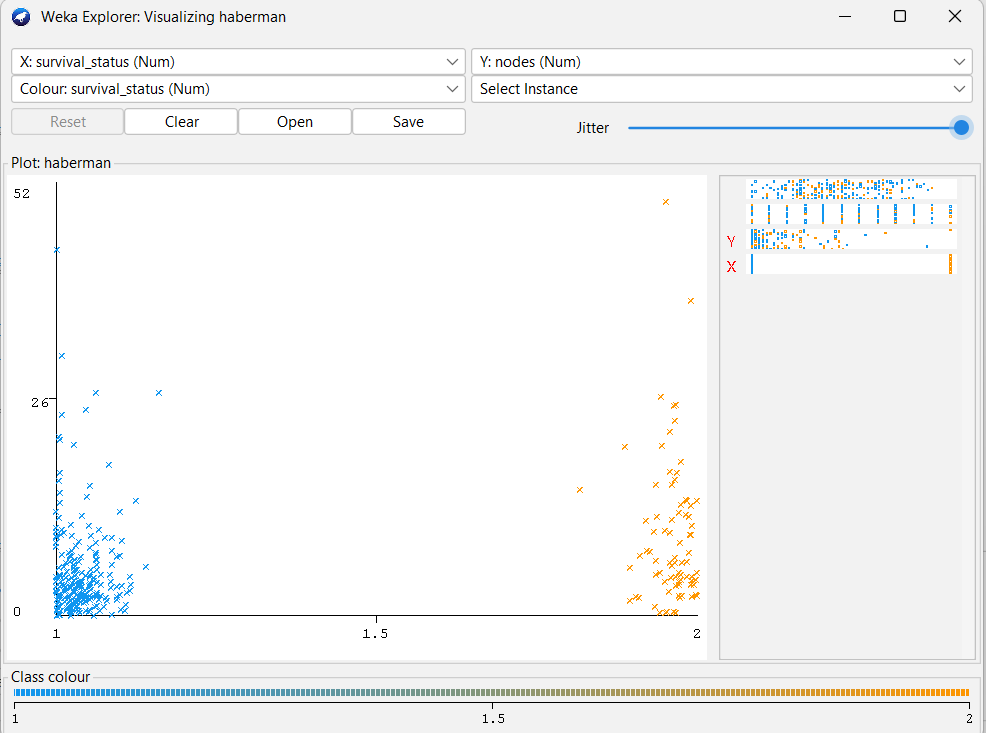 Weka Explorer: Visualizing haberman
X: survival_status (Num)
Y: nodes (Num)
Colour: survival_status (Num)
Select Instance
Reset
Clear
Open
Save
Jitter
Plot: haberman
52
26
0
1
1.5
2
Y
X
Class colour
1
1.5
2